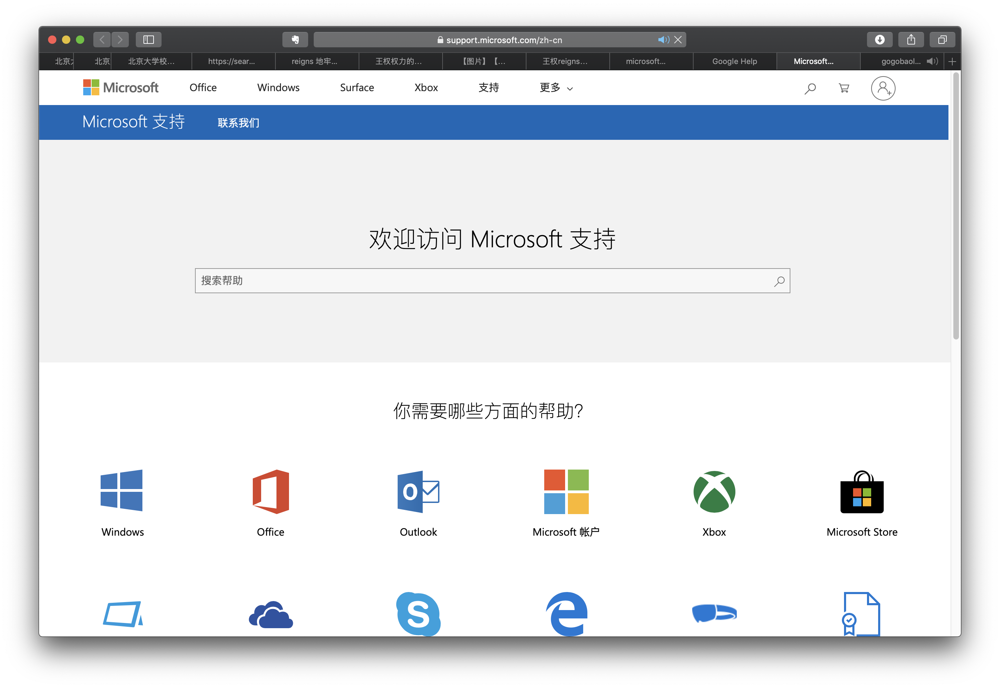 support.microsoft.com/zh-cn
北京 北京 北京大学校... https://sear... reigns 地牢... 王权权力的... 【图片】【... 王权reigns... microsoft... Google Help Microsoft... gogobaol...
Microsoft Office Windows Surface Xbox 支持 更多
Microsoft 支持 联系我们
欢迎访问 Microsoft 支持
搜索帮助
你需要哪些方面的帮助?
Windows Office Outlook Microsoft 帐户 Xbox Microsoft Store